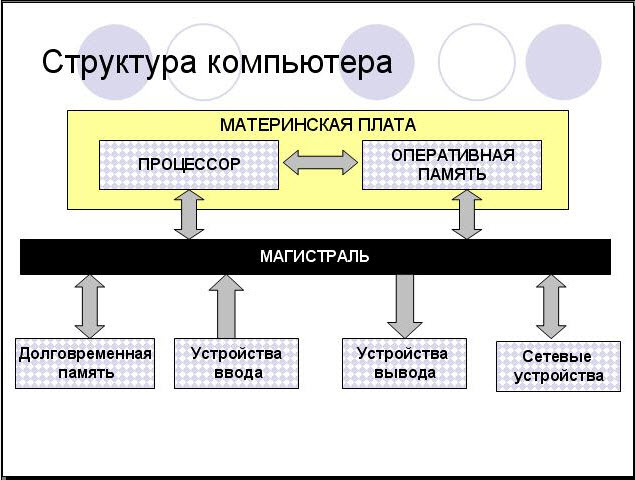 Структура компьютера
МАТЕРИНСКАЯ ПЛАТА
ПРОЦЕССОР
ОПЕРАТИВНАЯ
ПАМЯТЬ
МАГИСТРАЛЬ
Долговременная
память
Устройства
ввода
Устройства
вывода
Сетевые
устройства